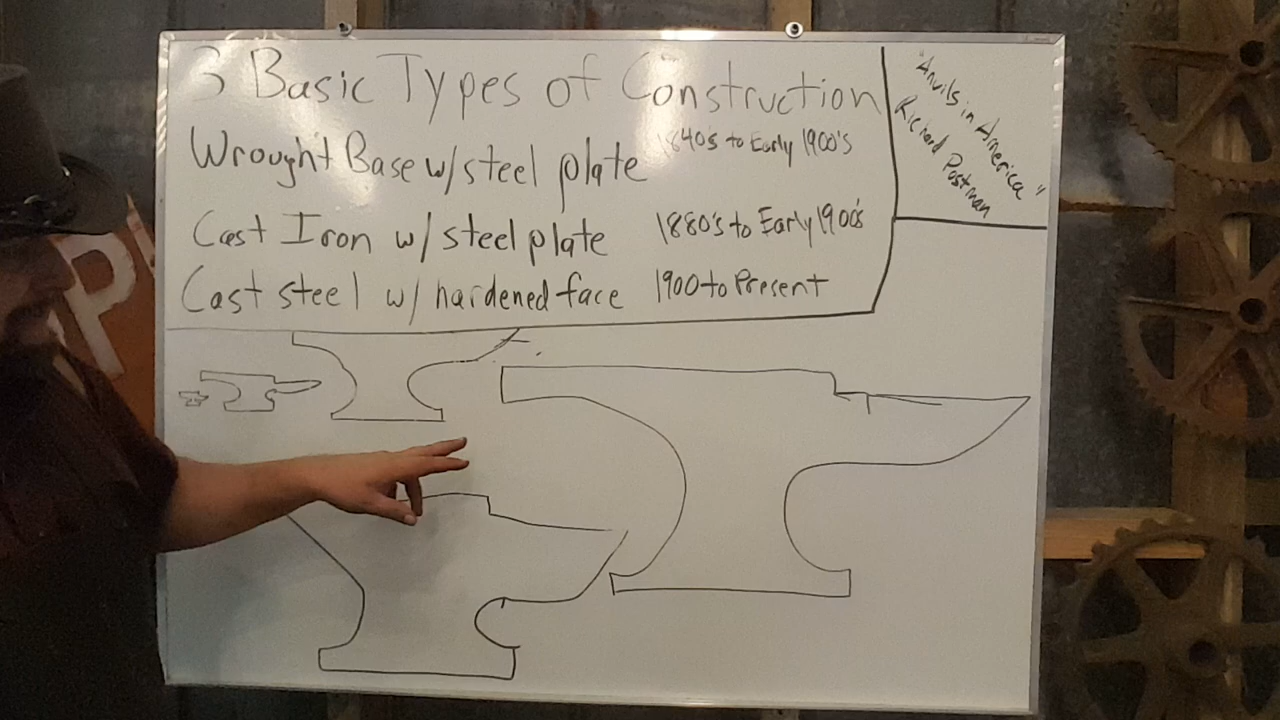 3 Basic Types of Construction
Wrought Base w/ steel plate 1840's to Early 1900's
Cast Iron w/ steel plate 1880's to Early 1900's
Cast steel w/ hardened face 1900 to Present
"Anvils in America"
Richard Postman
P